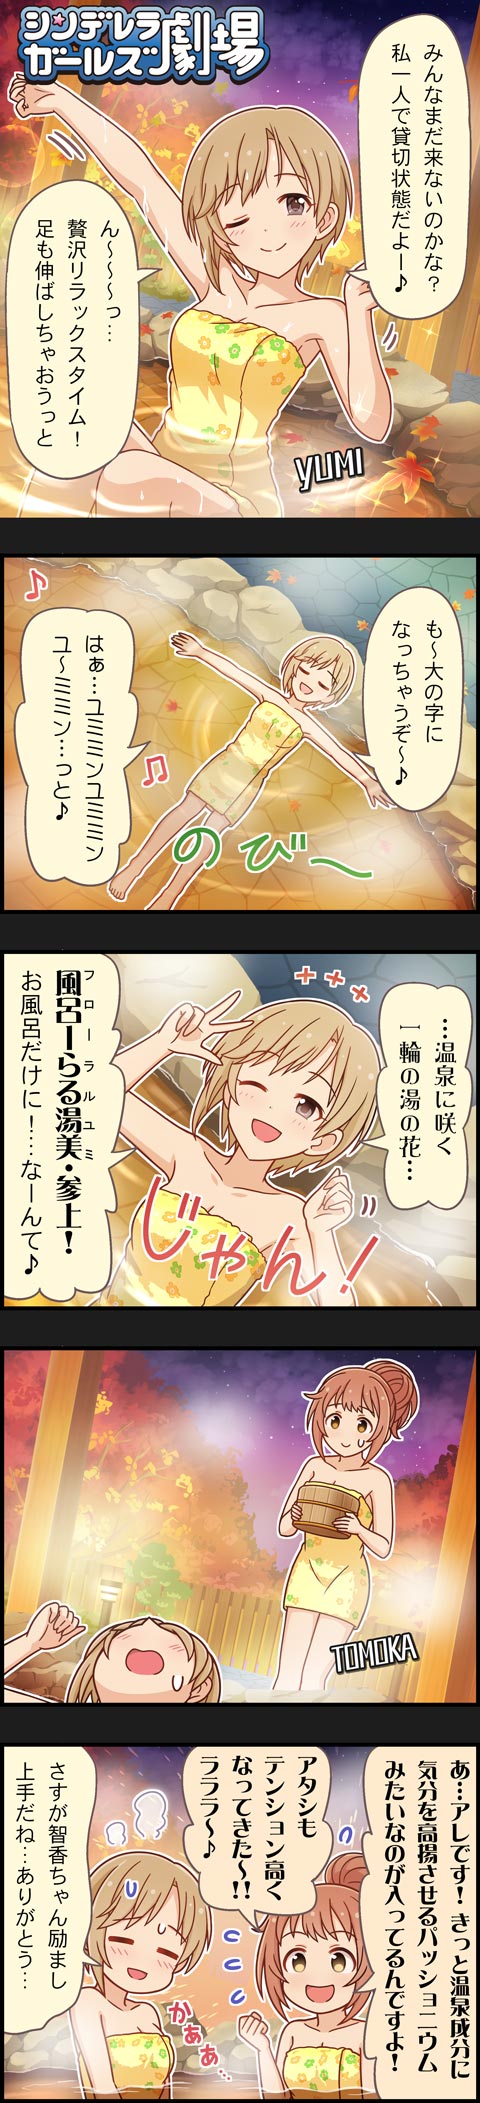 シンデレラ
ガールズ劇場
みんなまだ来ないのかな?
私一人で貸切状態だよー♪
ん～～～っ…
贅沢リラックスタイム!
足も伸ばしちゃおうっと
YUMI
も～大の字に
なっちゃうぞ～♪
はぁ…ユミミンユミミン
ユ～ミミン…っと♪
のび～
…温泉に咲く
一輪の湯の花…
フローラルユミ
風呂ーらる湯美・参上!
お風呂だけに!…なーんて♪
じゃん!
TOMOKA
あ…アレです!きっと温泉成分に
気分を高揚させるパッショニウム
みたいなのが入ってるんですよ!
アタシも
テンション高く
なってきた～!!
ラララ～♪
さすが智香ちゃん励まし
上手だね…ありがとう…
かぁぁ…